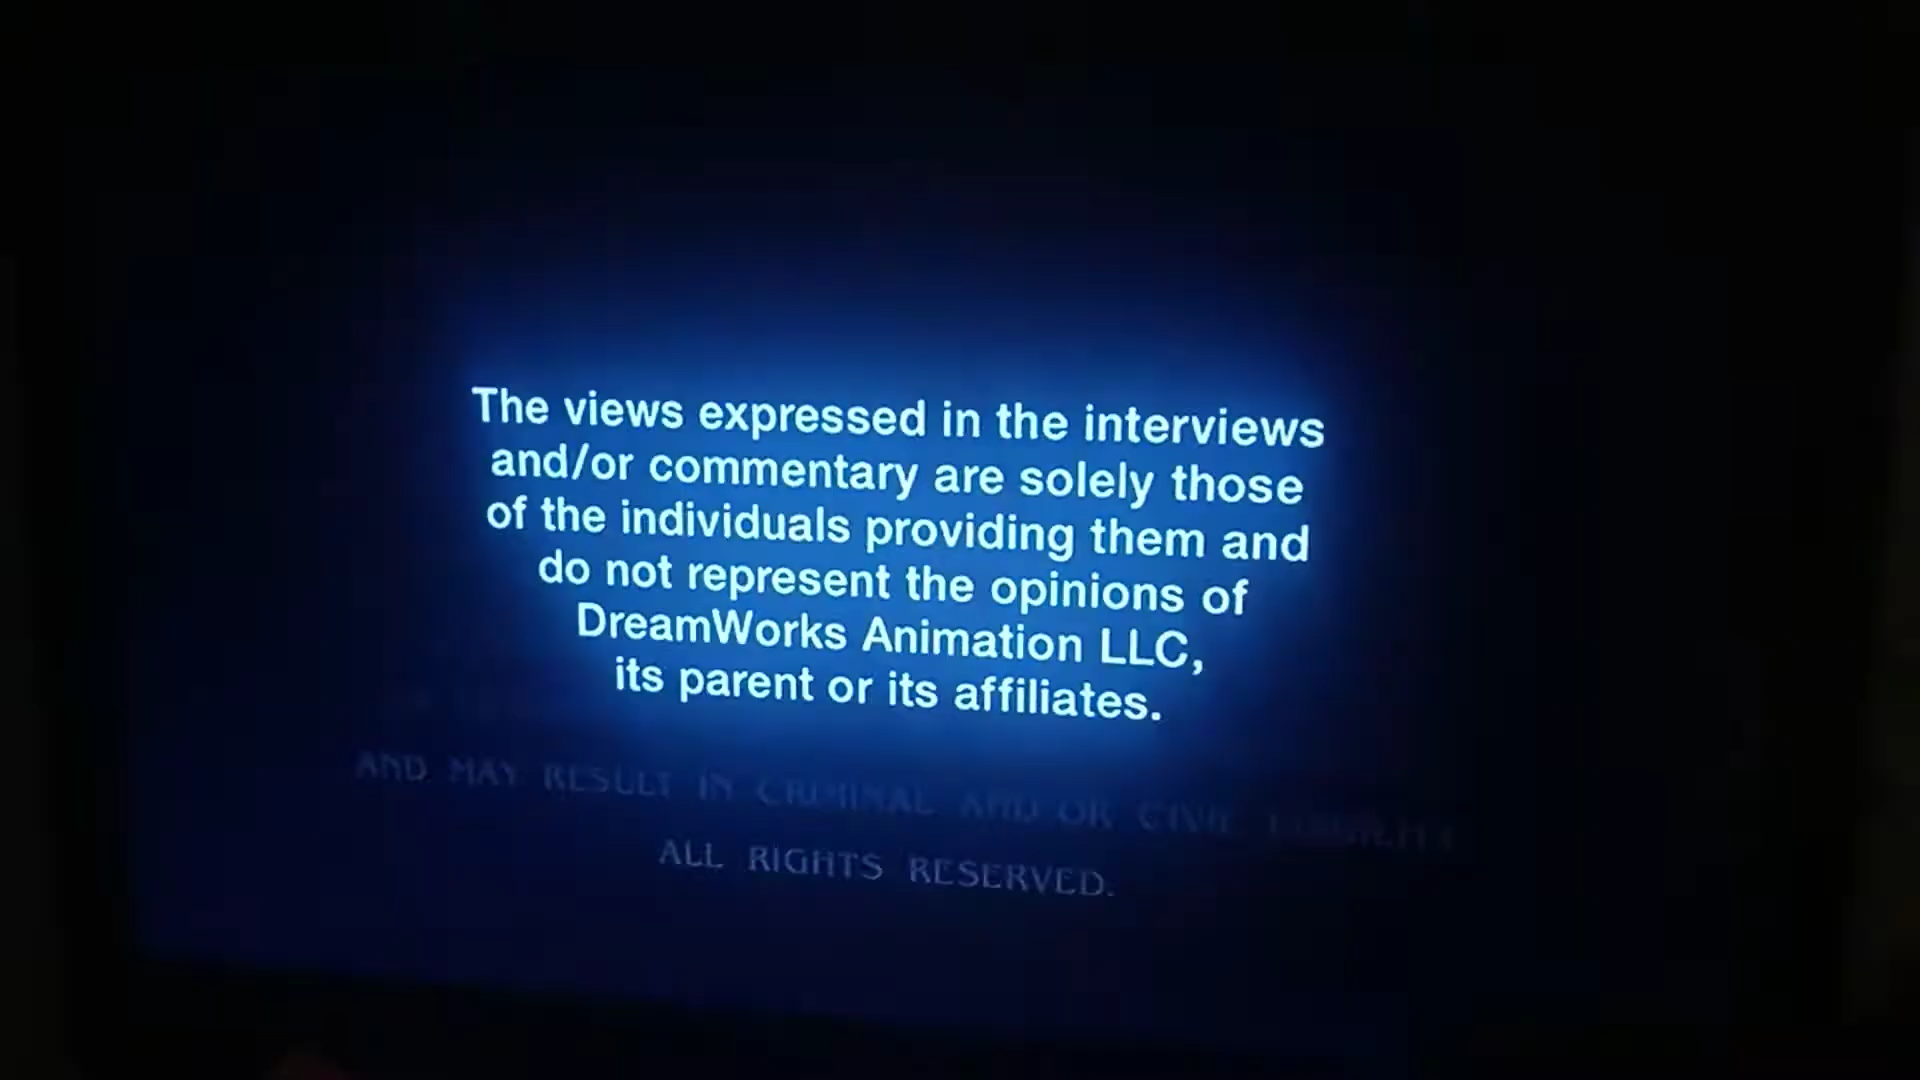 The views expressed in the interviews
and/or commentary are solely those
of the individuals providing them and
do not represent the opinions of
DreamWorks Animation LLC,
its parent or its affiliates.
AND MAY RESULT IN CRIMINAL AND/OR CIVIL LIABILITY.
ALL RIGHTS RESERVED.